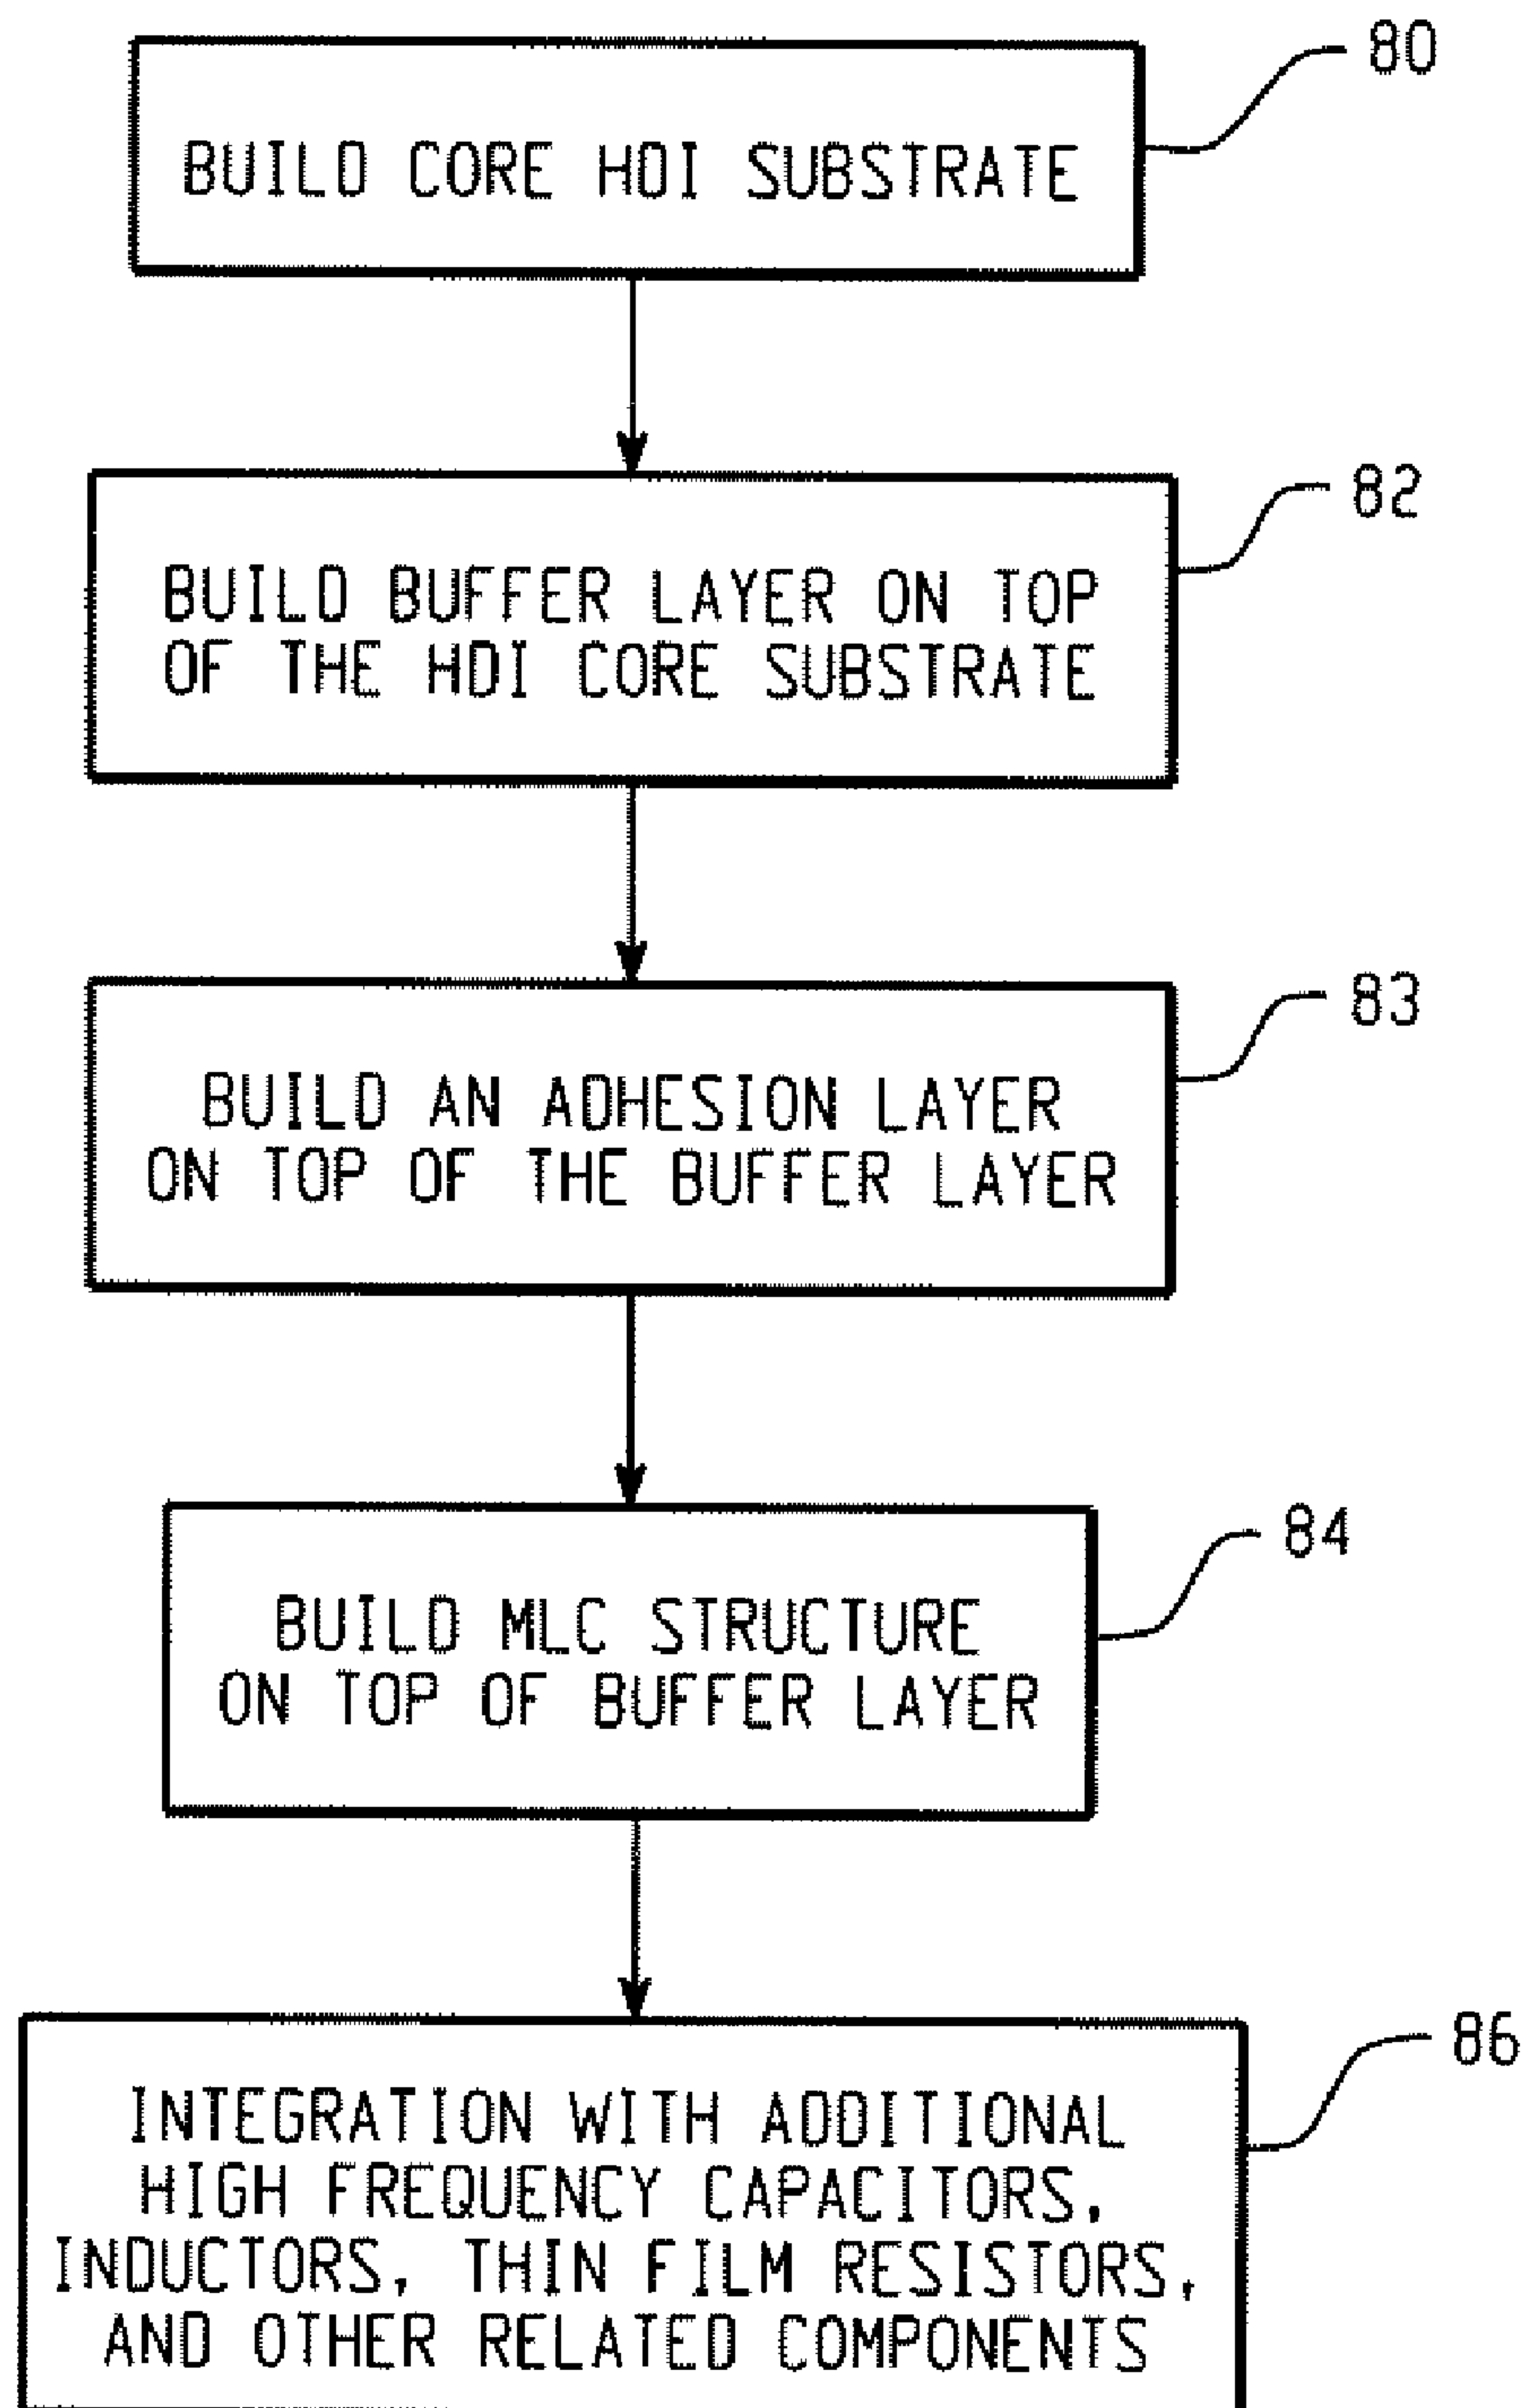 80
BUILD CORE HDI SUBSTRATE
82
BUILD BUFFER LAYER ON TOP
OF THE HDI CORE SUBSTRATE
83
BUILD AN ADHESION LAYER
ON TOP OF THE BUFFER LAYER
84
BUILD MLC STRUCTURE
ON TOP OF BUFFER LAYER
86
INTEGRATION WITH ADDITIONAL
HIGH FREQUENCY CAPACITORS,
INDUCTORS, THIN FILM RESISTORS,
AND OTHER RELATED COMPONENTS